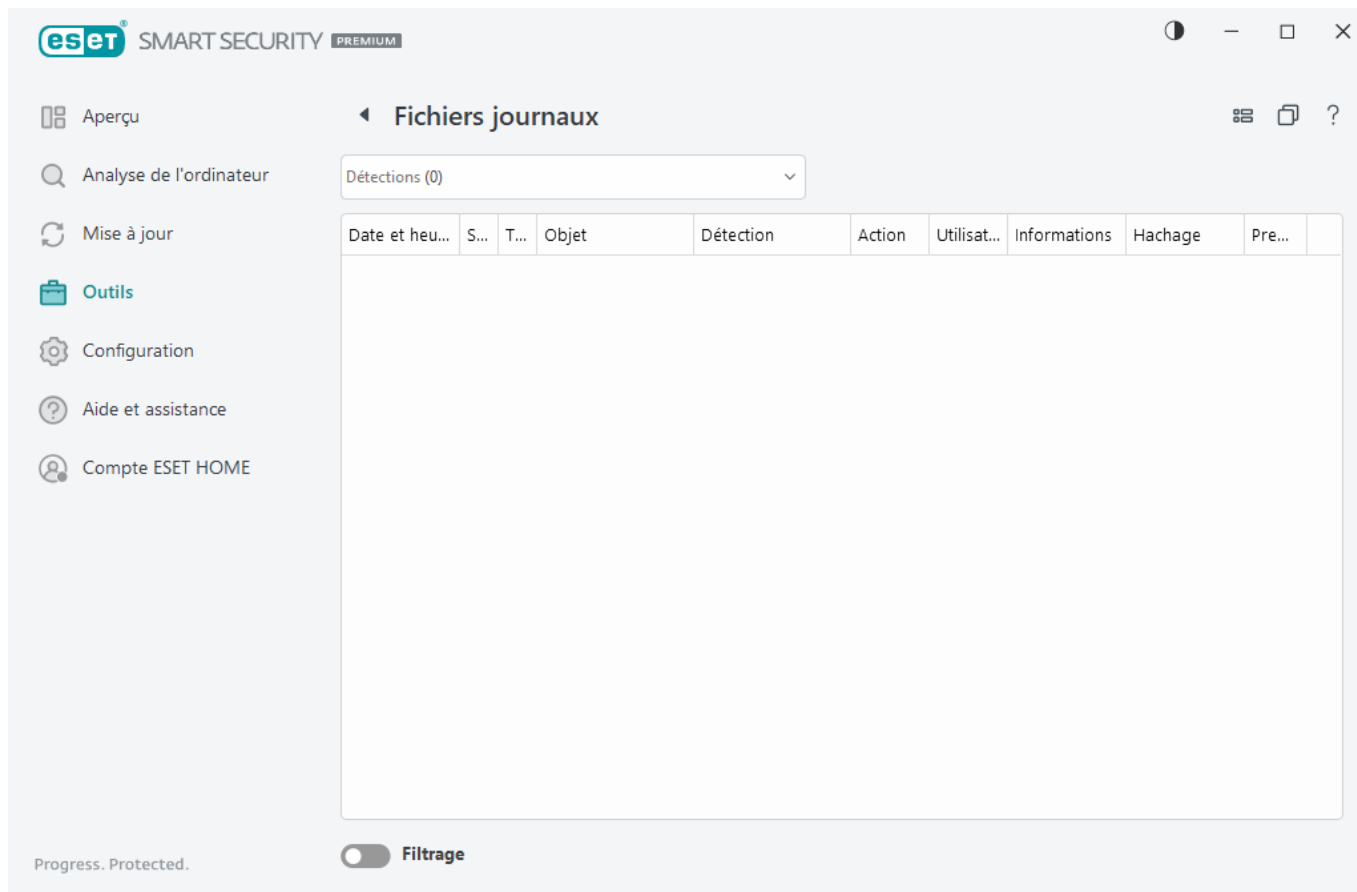 eset® SMART SECURITY PREMIUM
Aperçu
Analyse de l'ordinateur
Mise à jour
Outils
Configuration
Aide et assistance
Compte ESET HOME
Progress. Protected.
Fichiers journaux
?
Détections (0)
Date et heu... S... T... Objet Détection Action Utilisat... Informations Hachage Pre...
Filtrage